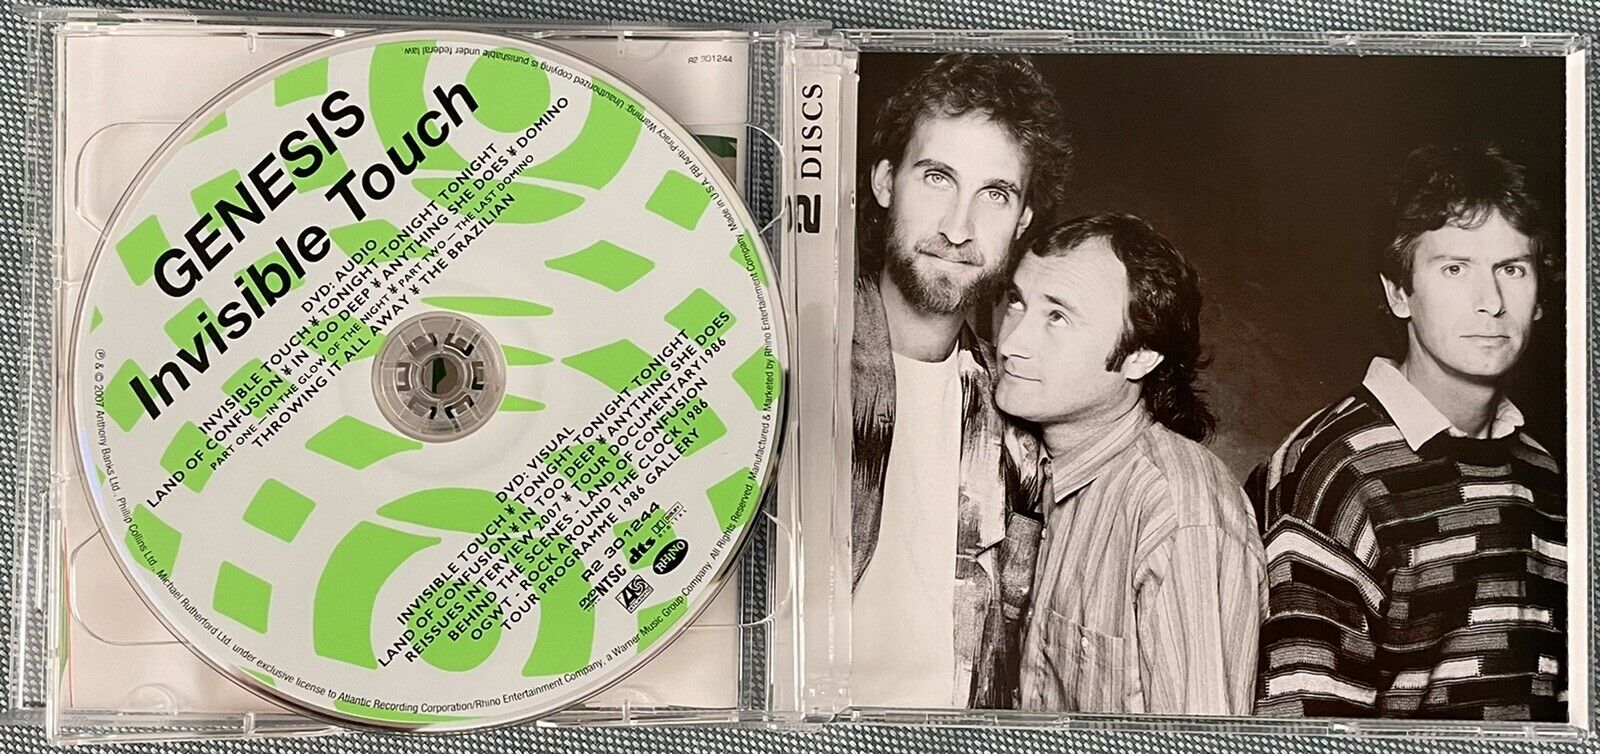 GENESIS
Invisible Touch
DVD: AUDIO
INVISIBLE TOUCH ¥ TONIGHT TONIGHT TONIGHT
LAND OF CONFUSION ¥ IN TOO DEEP ¥ ANYTHING SHE DOES ¥ DOMINO
PART ONE — IN THE GLOW OF THE NIGHT ¥ PART TWO — THE LAST DOMINO
THROWING IT ALL AWAY ¥ THE BRAZILIAN
DVD: VISUAL
INVISIBLE TOUCH ¥ TONIGHT TONIGHT TONIGHT
LAND OF CONFUSION ¥ IN TOO DEEP ¥ ANYTHING SHE DOES
REISSUES INTERVIEW 2007 ¥ TOUR DOCUMENTARY 1986
BEHIND THE SCENES - LAND OF CONFUSION
OGWT - ROCK AROUND THE CLOCK 1986
TOUR PROGRAMME 1986 GALLERY
R2 301244
DVD NTSC dts DOLBY DIGITAL
ATLANTIC RHINO
℗ & © 2007 Anthony Banks Ltd., Phillip Collins Ltd., Michael Rutherford Ltd. under exclusive license to Atlantic Recording Corporation/Rhino Entertainment Company, a Warner Music Group Company. All Rights Reserved. Manufactured & Marketed by Rhino Entertainment Company. Made in U.S.A. FBI Anti-Piracy Warning: Unauthorized copying is punishable under federal law.
R2 301244
2 DISCS